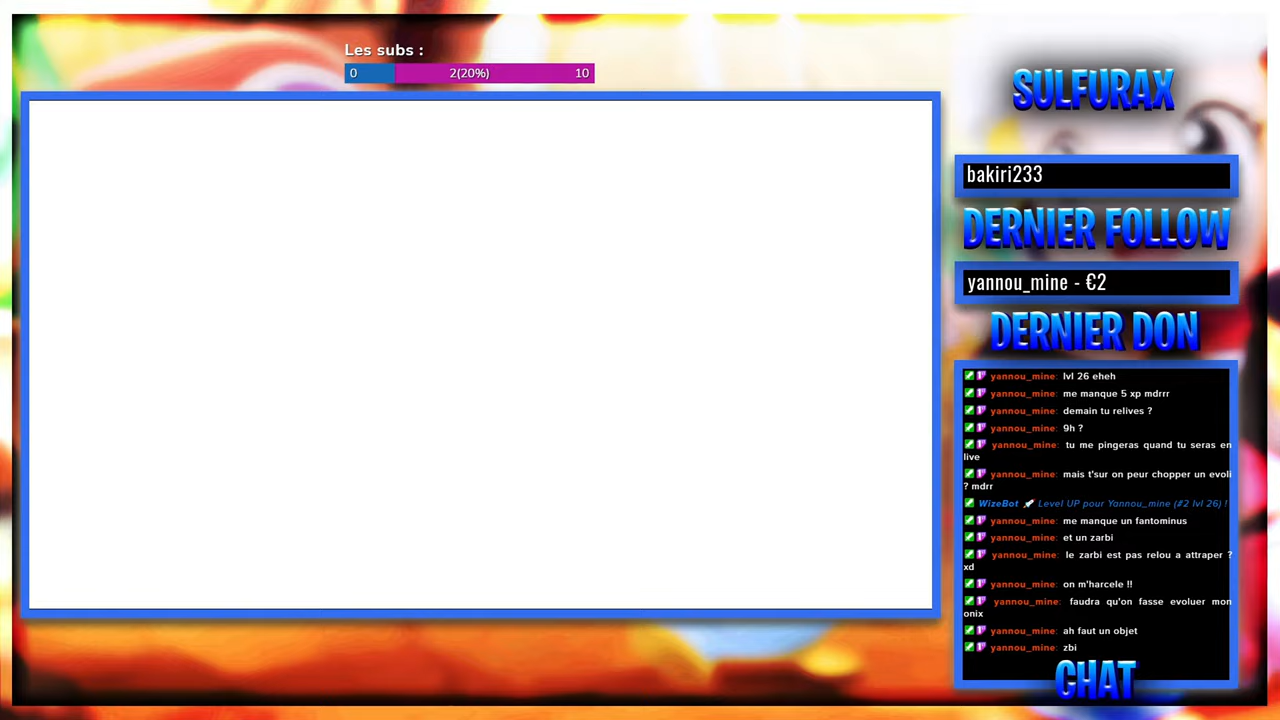 Les subs :
0 2(20%) 10
SULFURAX
bakiri233
DERNIER FOLLOW
yannou_mine - €2
DERNIER DON
yannou_mine: lvl 26 eheh
yannou_mine: me manque 5 xp mdrrr
yannou_mine: demain tu relives ?
yannou_mine: 9h ?
yannou_mine: tu me pingeras quand tu seras en
live
yannou_mine: mais t'sur on peur chopper un evoli
? mdrr
WizeBot Level UP pour Yannou_mine (#2 lvl 26) !
yannou_mine: me manque un fantominus
yannou_mine: et un zarbi
yannou_mine: le zarbi est pas relou a attraper ?
xd
yannou_mine: on m'harcele !!
yannou_mine: faudra qu'on fasse evoluer mon
onix
yannou_mine: ah faut un objet
yannou_mine: zbi
CHAT